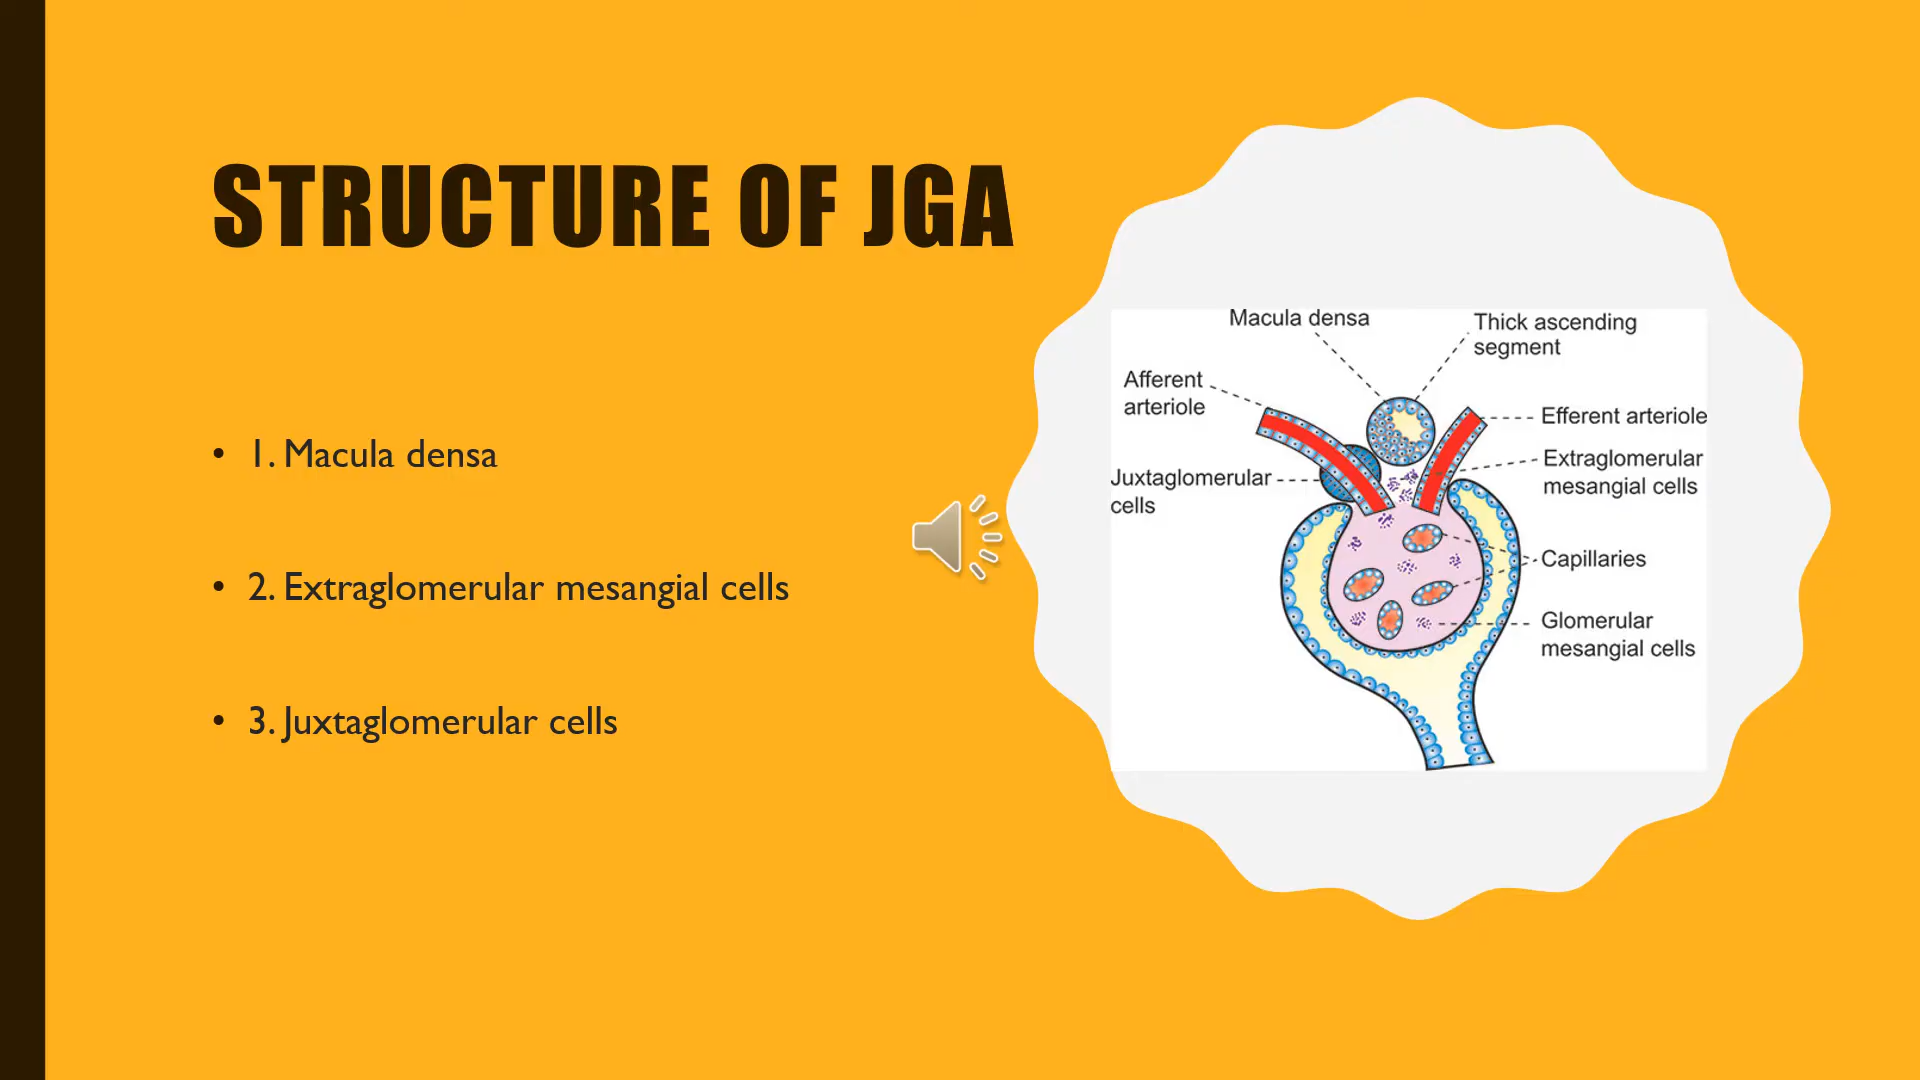 STRUCTURE OF JGA
• 1. Macula densa
• 2. Extraglomerular mesangial cells
• 3. Juxtaglomerular cells
Macula densa
Thick ascending
segment
Afferent
arteriole
Efferent arteriole
Extraglomerular
mesangial cells
Juxtaglomerular
cells
Capillaries
Glomerular
mesangial cells